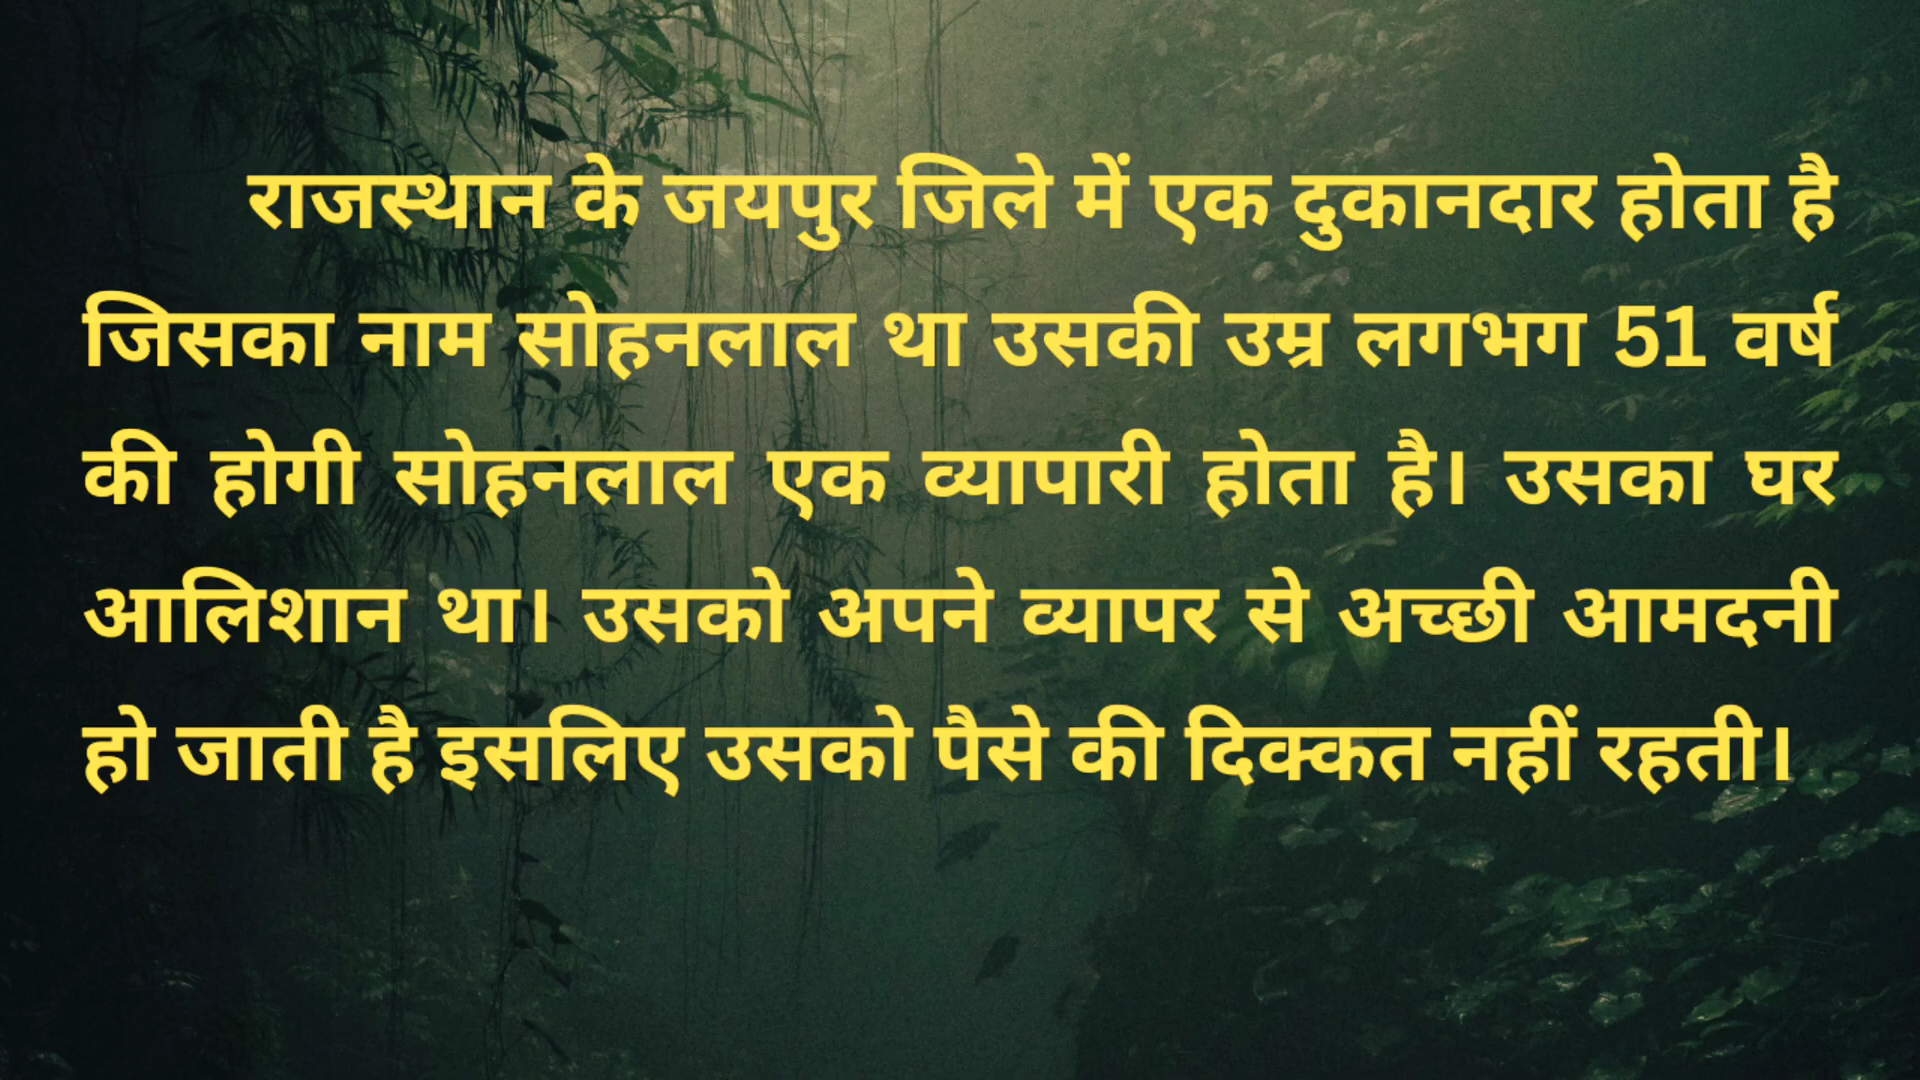 राजस्थान के जयपुर जिले में एक दुकानदार होता है
जिसका नाम सोहनलाल था उसकी उम्र लगभग 51 वर्ष
की होगी सोहनलाल एक व्यापारी होता है। उसका घर
आलिशान था। उसको अपने व्यापर से अच्छी आमदनी
हो जाती है इसलिए उसको पैसे की दिक्कत नहीं रहती।